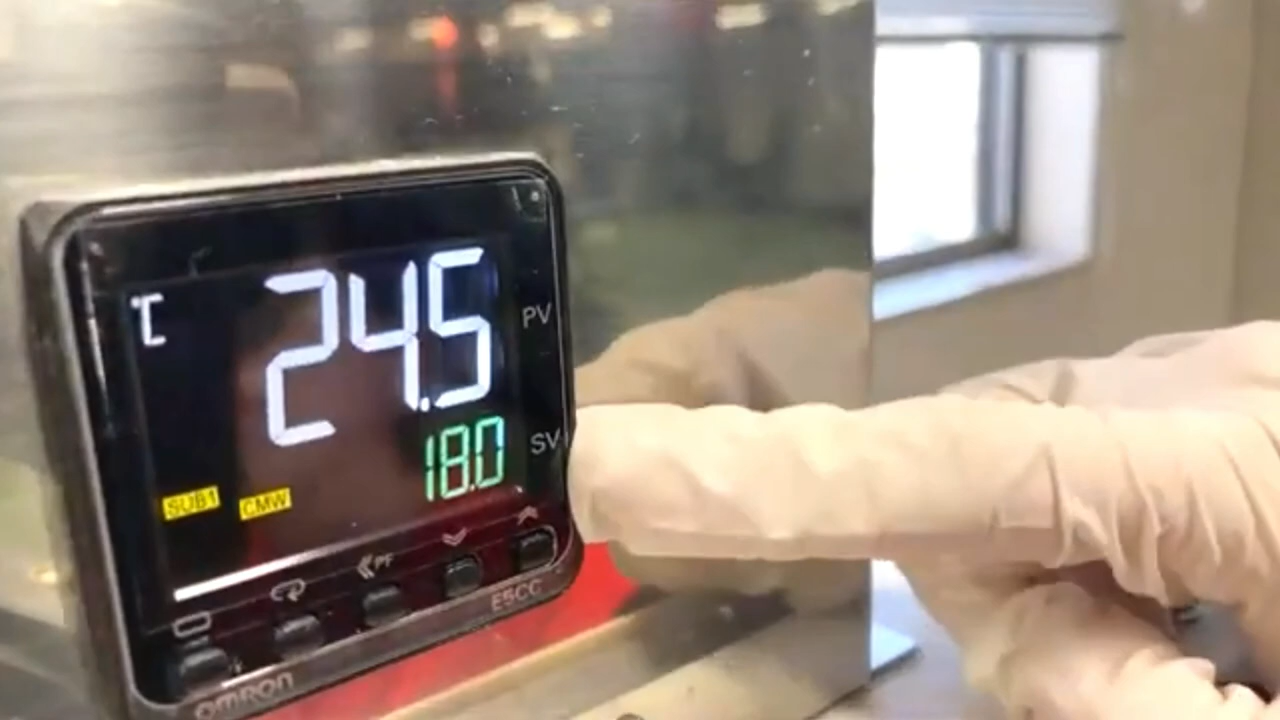 ℃ 24.5 PV
18.0 SV
SUB1 CMW
PF
E5CC
OMRON